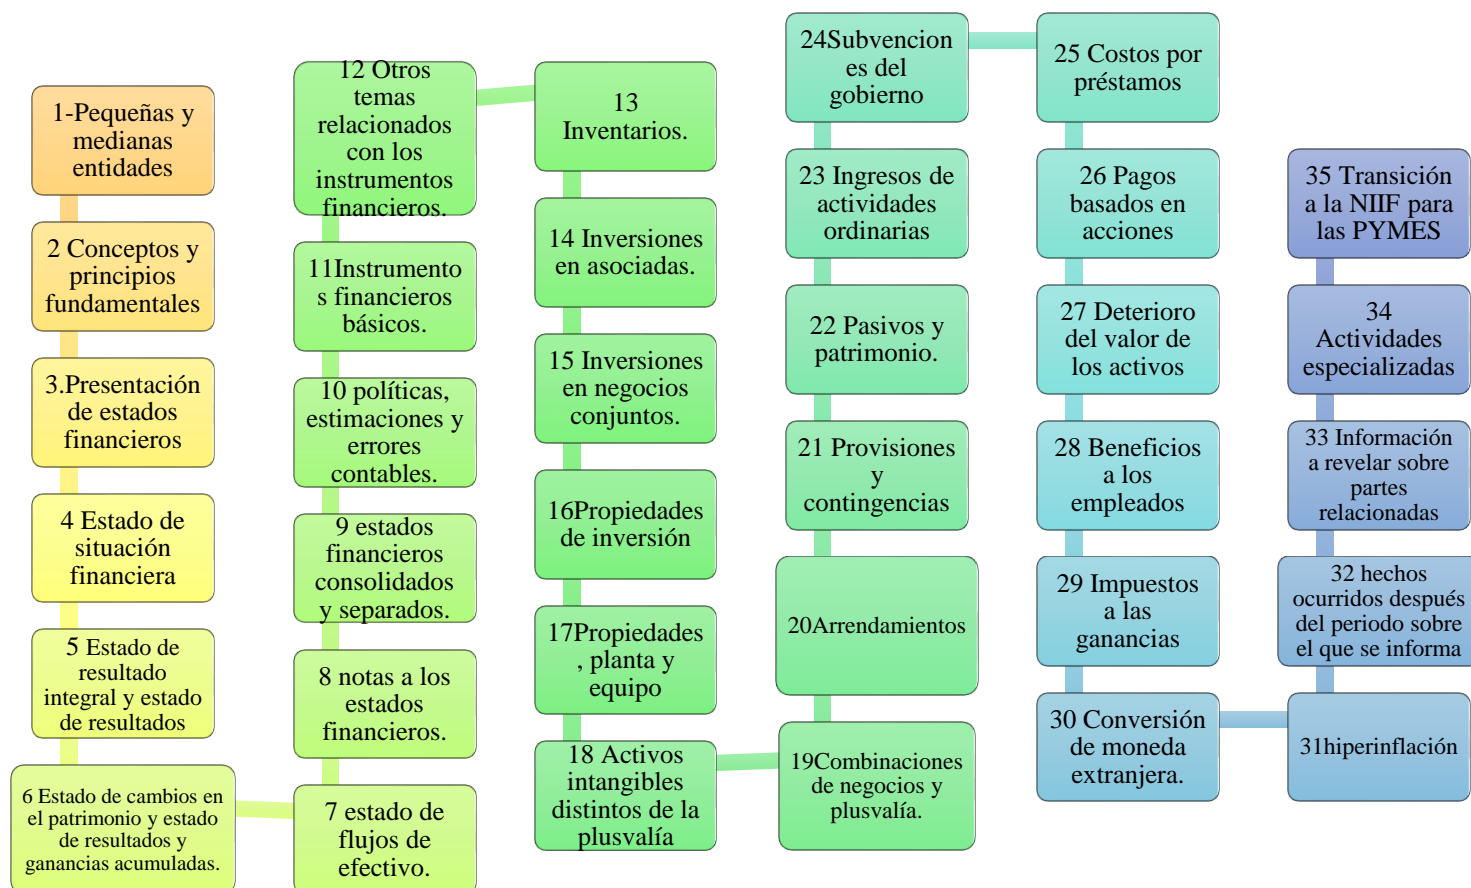 1-Pequeñas y
medianas
entidades
2 Conceptos y
principios
fundamentales
3.Presentación
de estados
financieros
4 Estado de
situación
financiera
5 Estado de
resultado
integral y estado
de resultados
6 Estado de cambios en
el patrimonio y estado
de resultados y
ganancias acumuladas.
7 estado de
flujos de
efectivo.
8 notas a los
estados
financieros.
9 estados
financieros
consolidados
y separados.
10 políticas,
estimaciones y
errores
contables.
11Instrumento
s financieros
básicos.
12 Otros
temas
relacionados
con los
instrumentos
financieros.
13
Inventarios.
14 Inversiones
en asociadas.
15 Inversiones
en negocios
conjuntos.
16Propiedades
de inversión
17Propiedades
, planta y
equipo
18 Activos
intangibles
distintos de la
plusvalía
19Combinaciones
de negocios y
plusvalía.
20Arrendamientos
21 Provisiones
y
contingencias
22 Pasivos y
patrimonio.
23 Ingresos de
actividades
ordinarias
24Subvencion
es del
gobierno
25 Costos por
préstamos
26 Pagos
basados en
acciones
27 Deterioro
del valor de
los activos
28 Beneficios
a los
empleados
29 Impuestos
a las
ganancias
30 Conversión
de moneda
extranjera.
31hiperinflación
32 hechos
ocurridos después
del periodo sobre
el que se informa
33 Información
a revelar sobre
partes
relacionadas
34
Actividades
especializadas
35 Transición
a la NIIF para
las PYMES